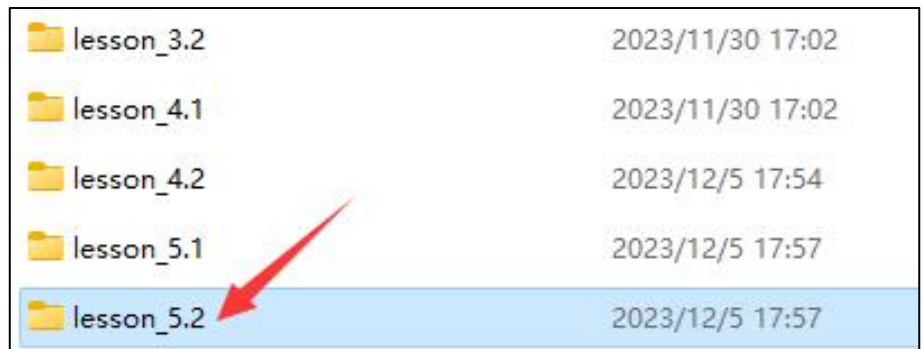 lesson_3.2 2023/11/30 17:02
lesson_4.1 2023/11/30 17:02
lesson_4.2 2023/12/5 17:54
lesson_5.1 2023/12/5 17:57
lesson_5.2 2023/12/5 17:57